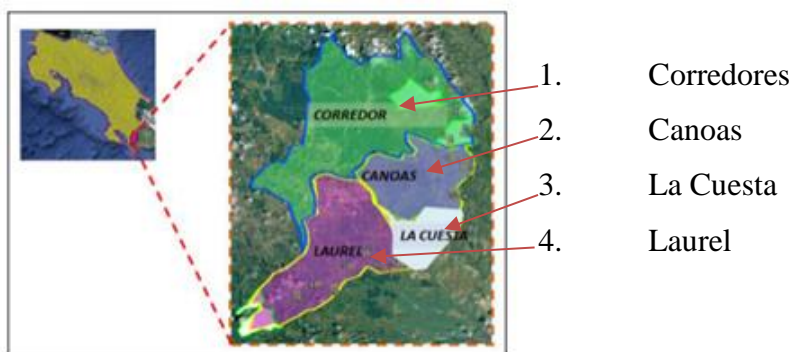 CORREDOR
CANOAS
LA CUESTA
LAUREL
1. Corredores
2. Canoas
3. La Cuesta
4. Laurel